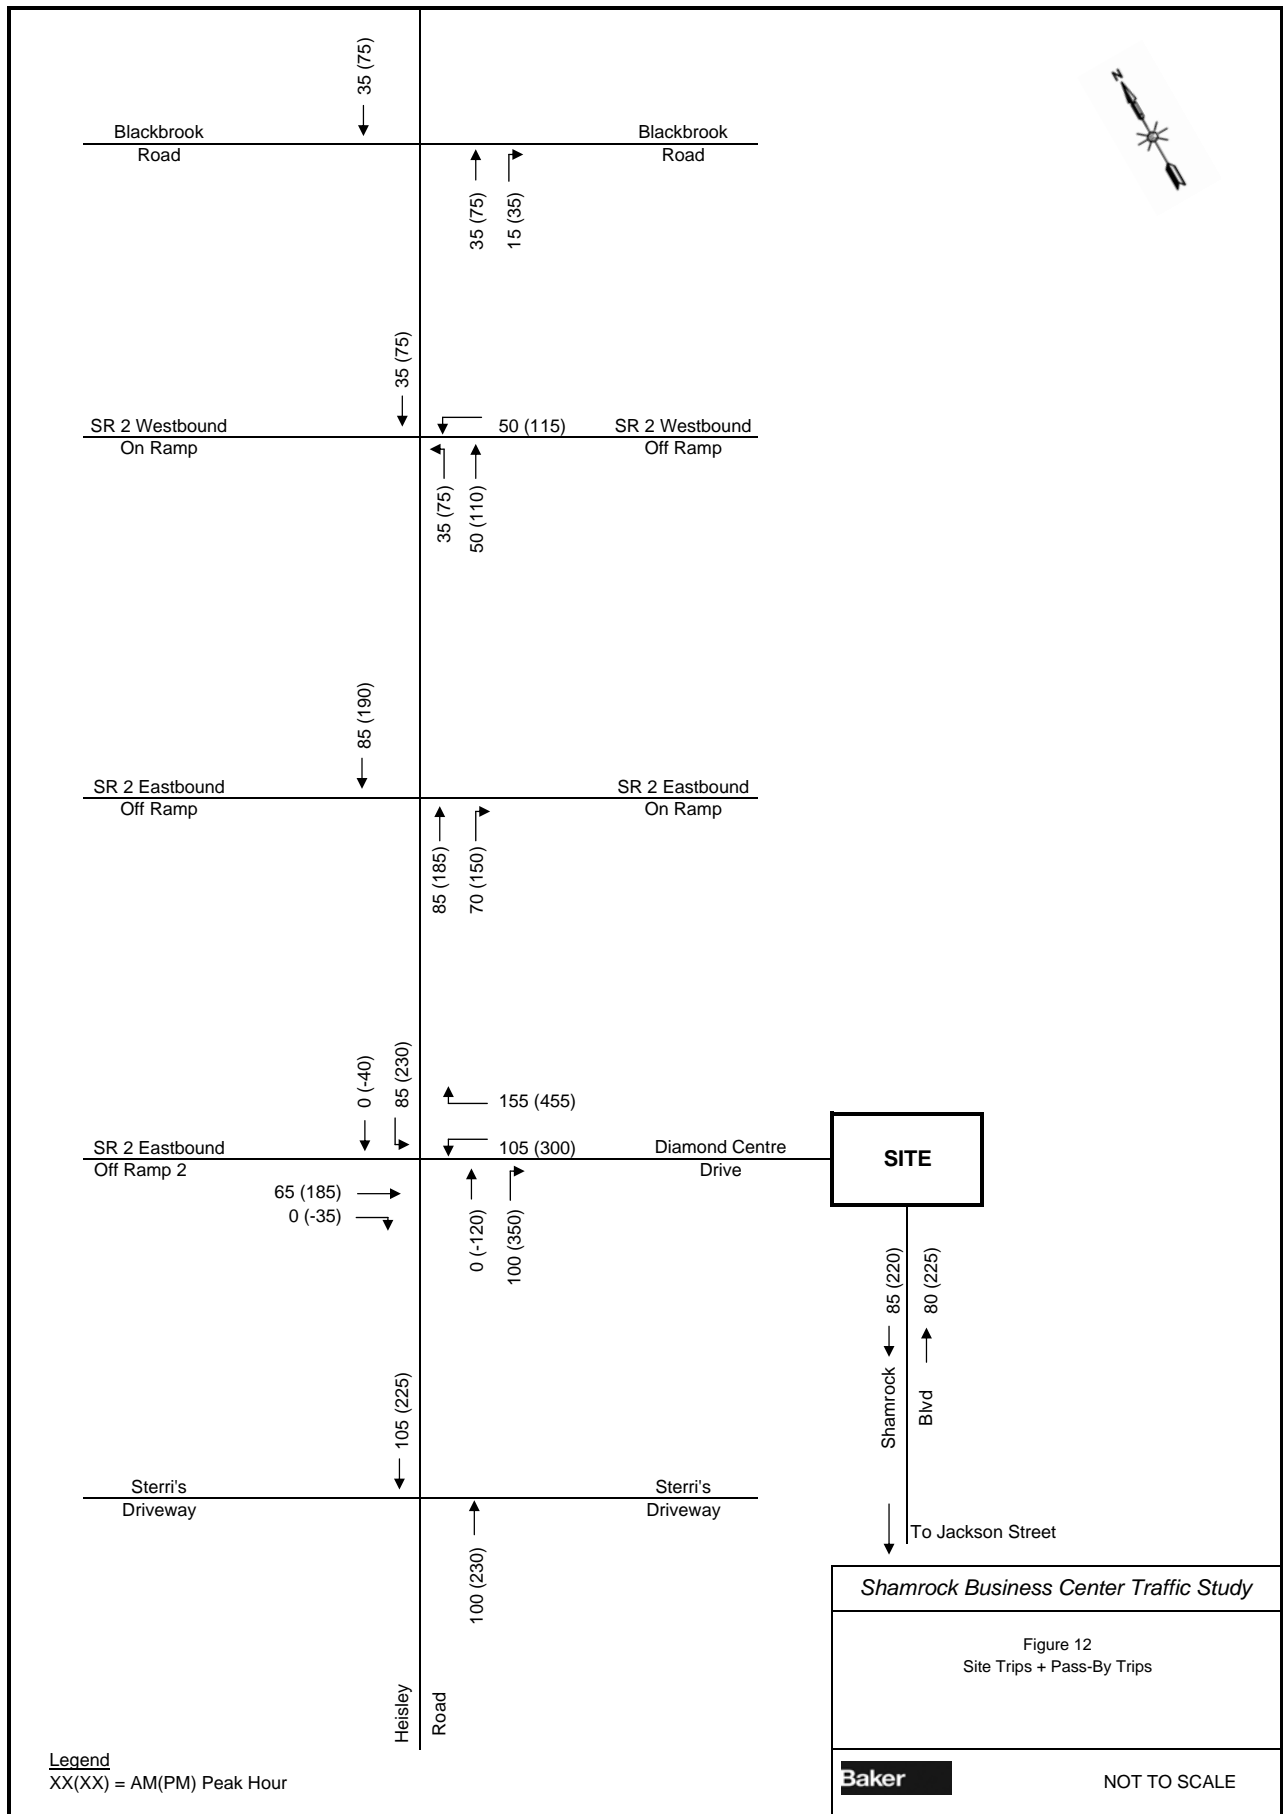 N
35 (75)
Blackbrook
Road
Blackbrook
Road
35 (75)
15 (35)
35 (75)
SR 2 Westbound
On Ramp
50 (115)
SR 2 Westbound
Off Ramp
35 (75)
50 (110)
85 (190)
SR 2 Eastbound
Off Ramp
SR 2 Eastbound
On Ramp
85 (185)
70 (150)
0 (-40)
85 (230)
155 (455)
SR 2 Eastbound
Off Ramp 2
105 (300)
Diamond Centre
Drive
SITE
65 (185)
0 (-35)
0 (-120)
100 (350)
85 (220)
80 (225)
Shamrock
Blvd
105 (225)
Sterri's
Driveway
Sterri's
Driveway
100 (230)
To Jackson Street
Heisley
Road
Shamrock Business Center Traffic Study
Figure 12
Site Trips + Pass-By Trips
Legend
XX(XX) = AM(PM) Peak Hour
Baker
NOT TO SCALE